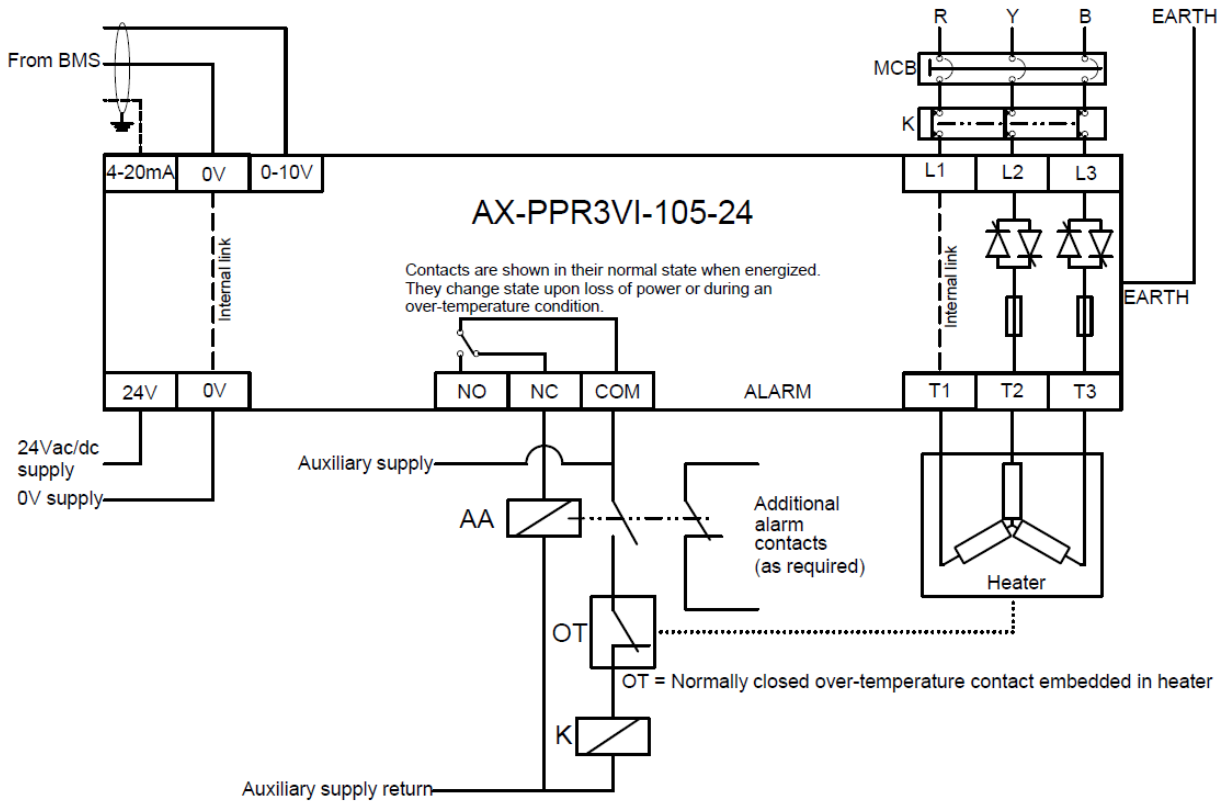 R Y B EARTH
From BMS
MCB
K
4-20mA 0V 0-10V
L1 L2 L3
AX-PPR3VI-105-24
Internal link
Contacts are shown in their normal state when energized.
They change state upon loss of power or during an
over-temperature condition.
Internal link
EARTH
24V 0V
NO NC COM ALARM
T1 T2 T3
24Vac/dc
supply
0V supply
Auxiliary supply
AA
Additional
alarm
contacts
(as required)
Heater
OT
OT = Normally closed over-temperature contact embedded in heater
K
Auxiliary supply return